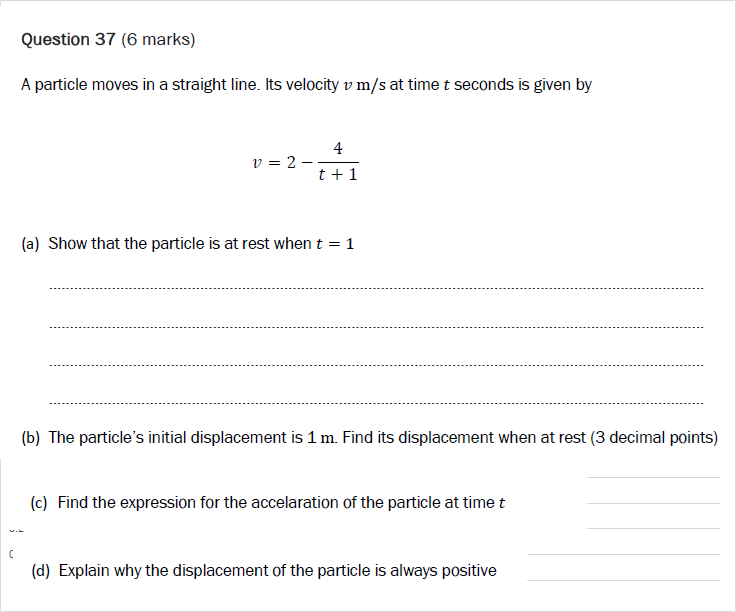 Question 37 (6 marks)
A particle moves in a straight line. Its velocity v m/s at time t seconds is given by
v = 2 − 4/(t + 1)
(a) Show that the particle is at rest when t = 1
(b) The particle’s initial displacement is 1 m. Find its displacement when at rest (3 decimal points)
(c) Find the expression for the accelaration of the particle at time t
(d) Explain why the displacement of the particle is always positive